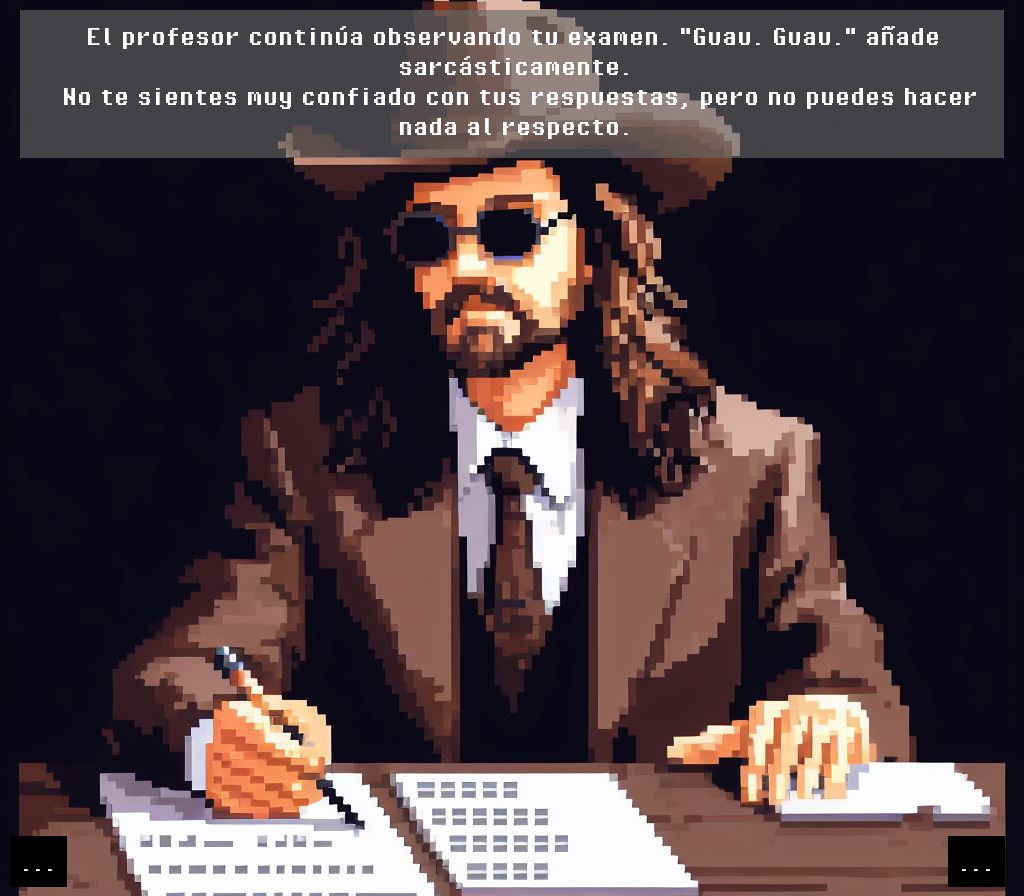 El profesor continúa observando tu examen. "Guau. Guau." añade
sarcásticamente.
No te sientes muy confiado con tus respuestas, pero no puedes hacer
nada al respecto.
...
...